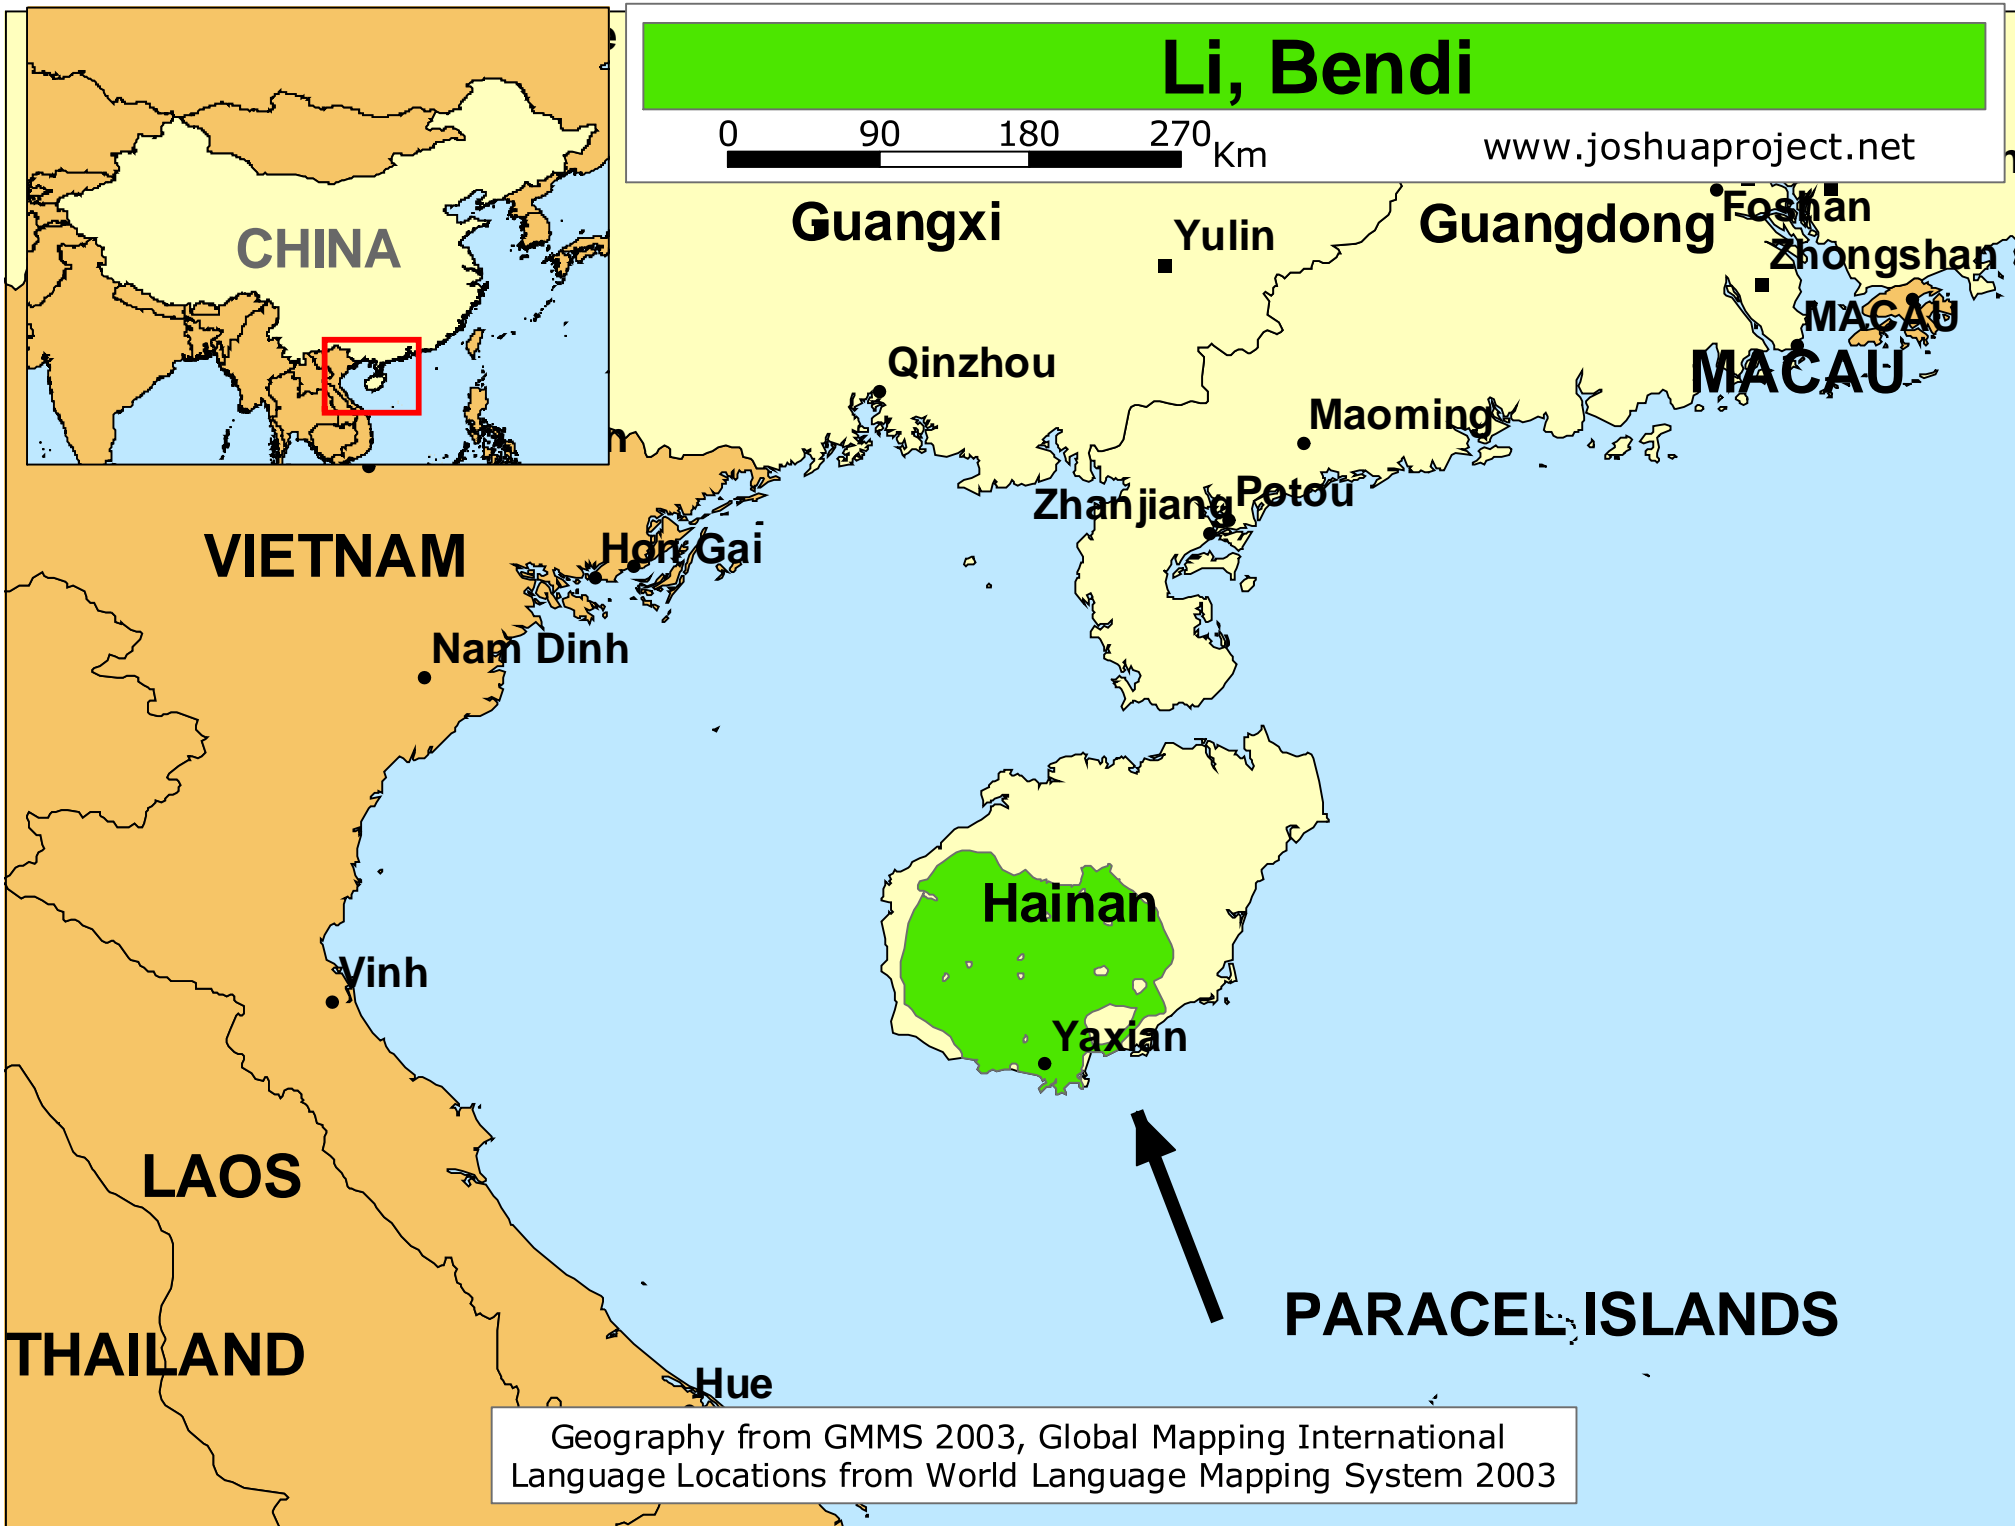 Li, Bendi
0 90 180 270 Km
www.joshuaproject.net
CHINA
Guangxi
Yulin
Guangdong
Foshan
Zhongshan
MACAU
MACAU
Qinzhou
Maoming
Zhanjiang
Potou
VIETNAM
Hon Gai
Nam Dinh
Hainan
Vinh
Yaxian
LAOS
PARACEL ISLANDS
THAILAND
Hue
Geography from GMMS 2003, Global Mapping International
Language Locations from World Language Mapping System 2003